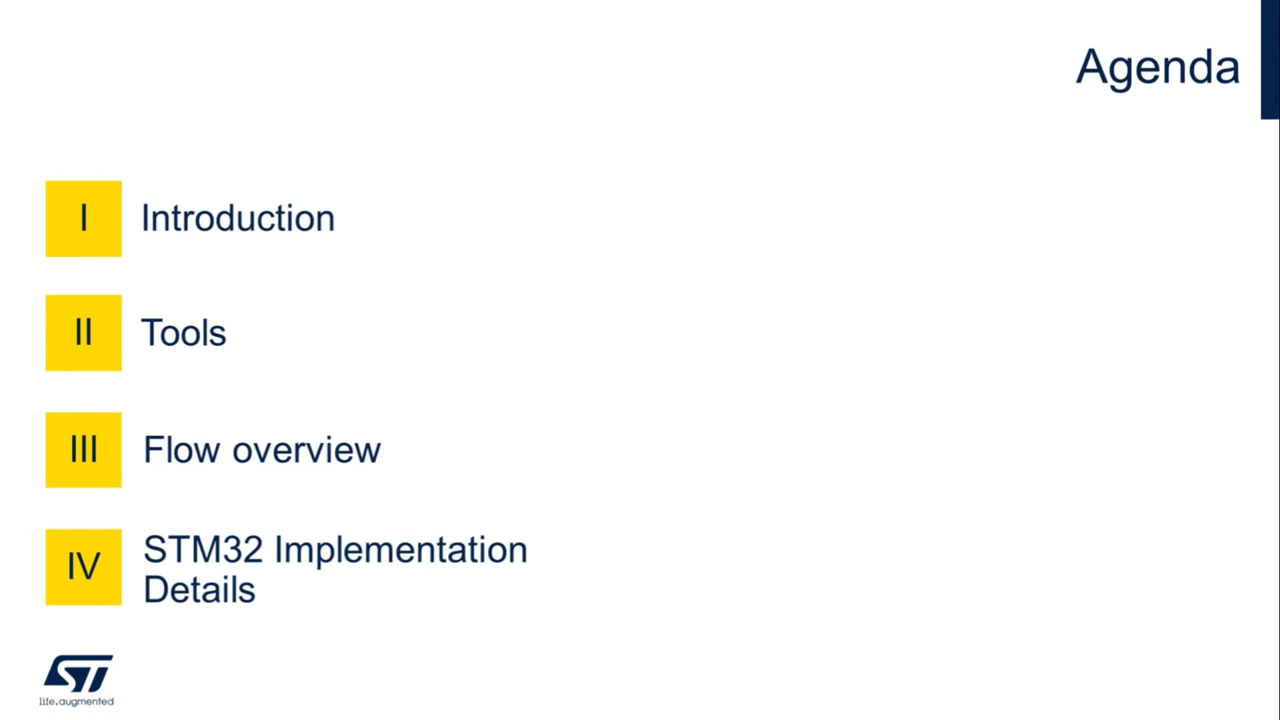 Agenda
I Introduction
II Tools
III Flow overview
IV STM32 Implementation
Details
ST
life.augmented